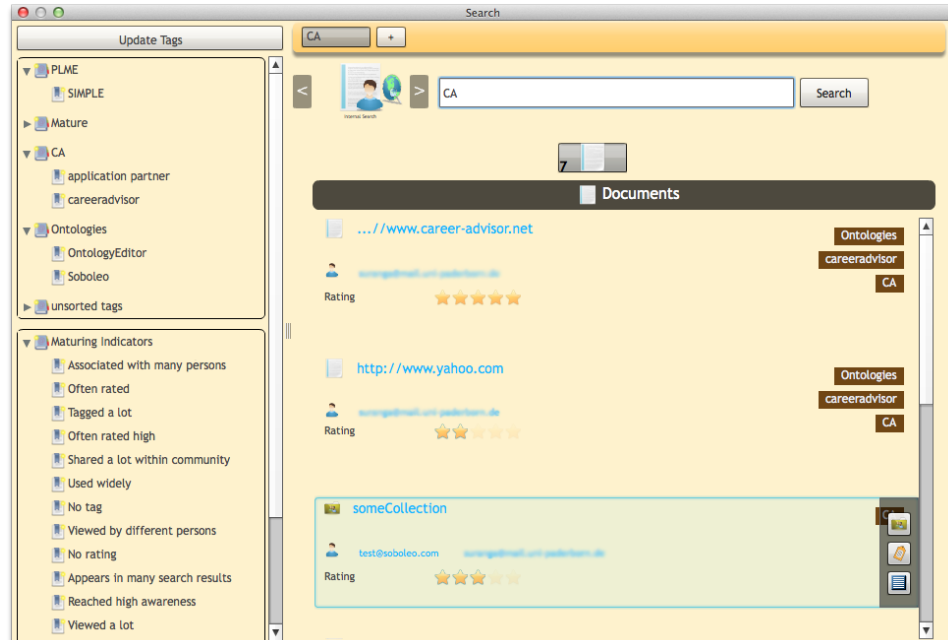 Search
Update Tags
PLME
SIMPLE
Mature
CA
application partner
careeradvisor
Ontologies
OntologyEditor
Soboleo
unsorted tags
Maturing Indicators
Associated with many persons
Often rated
Tagged a lot
Often rated high
Shared a lot within community
Used widely
No tag
Viewed by different persons
No rating
Appears in many search results
Reached high awareness
Viewed a lot
CA +
< > CA Search
Internal Search
7
Documents
...//www.career-advisor.net
Ontologies
careeradvisor
CA
Rating
http://www.yahoo.com
Ontologies
careeradvisor
CA
Rating
someCollection
test@soboleo.com
Rating